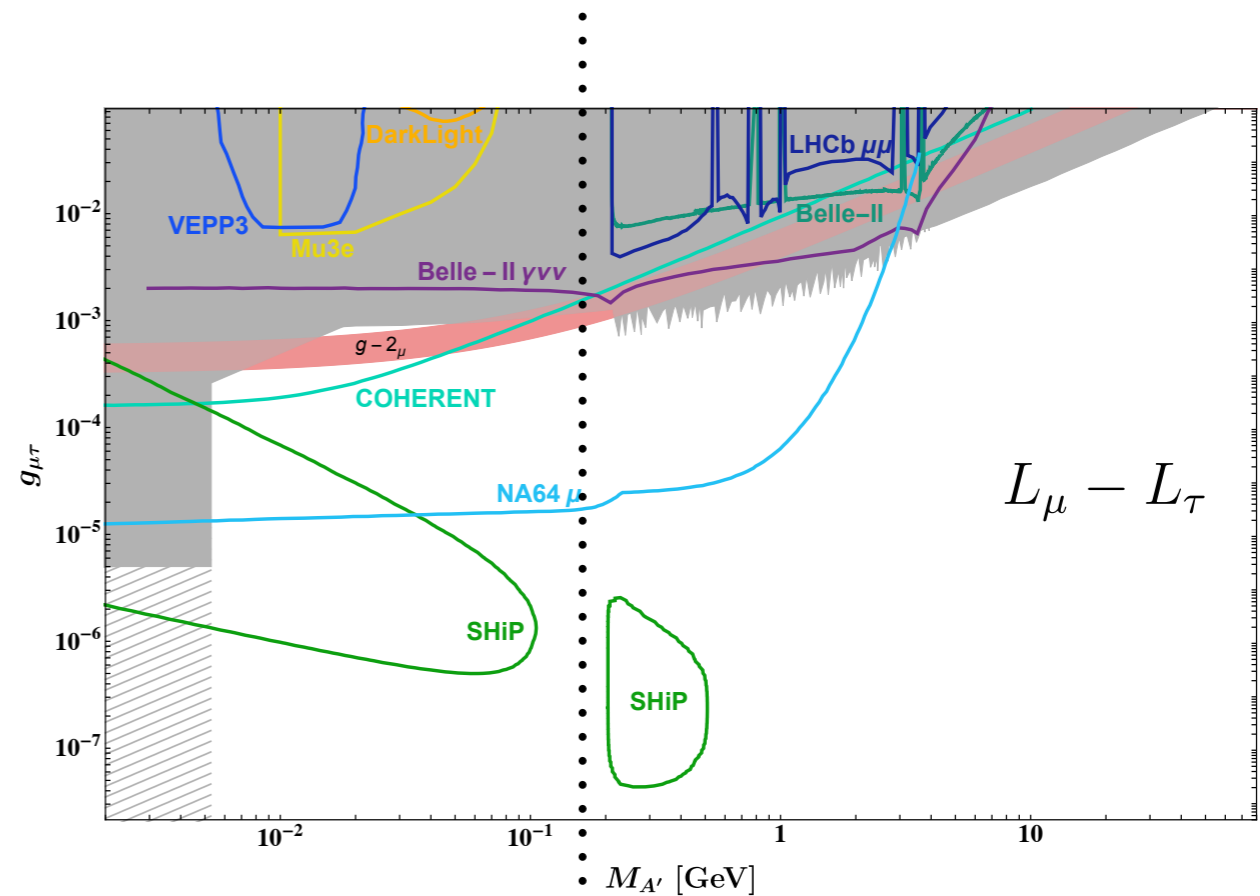 DarkLight
LHCb μμ
VEPP3
Belle-II
Mu3e
Belle – II γνν
g – 2μ
COHERENT
NA64 μ
Lμ − Lτ
SHiP
SHiP
10⁻²
10⁻³
10⁻⁴
10⁻⁵
10⁻⁶
10⁻⁷
gμτ
10⁻²
10⁻¹
1
10
M_A′ [GeV]